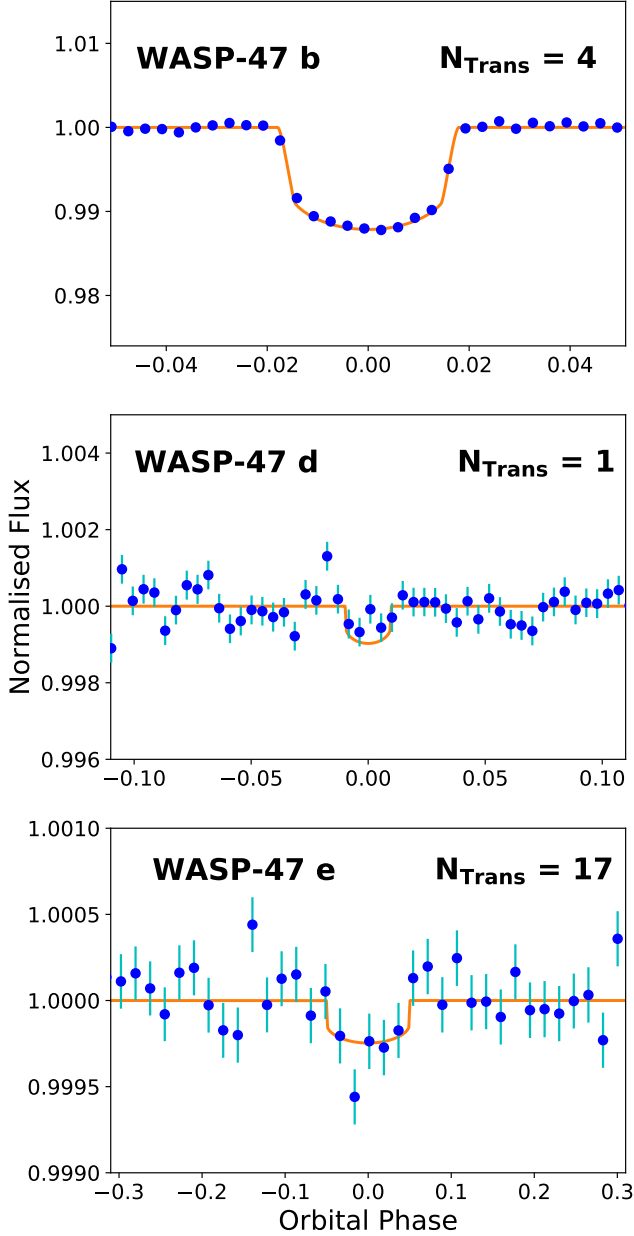 WASP-47 b N_Trans = 4
1.01
1.00
0.99
0.98
−0.04 −0.02 0.00 0.02 0.04
WASP-47 d N_Trans = 1
1.004
1.002
1.000
0.998
0.996
−0.10 −0.05 0.00 0.05 0.10
Normalised Flux
WASP-47 e N_Trans = 17
1.0010
1.0005
1.0000
0.9995
0.9990
−0.3 −0.2 −0.1 0.0 0.1 0.2 0.3
Orbital Phase